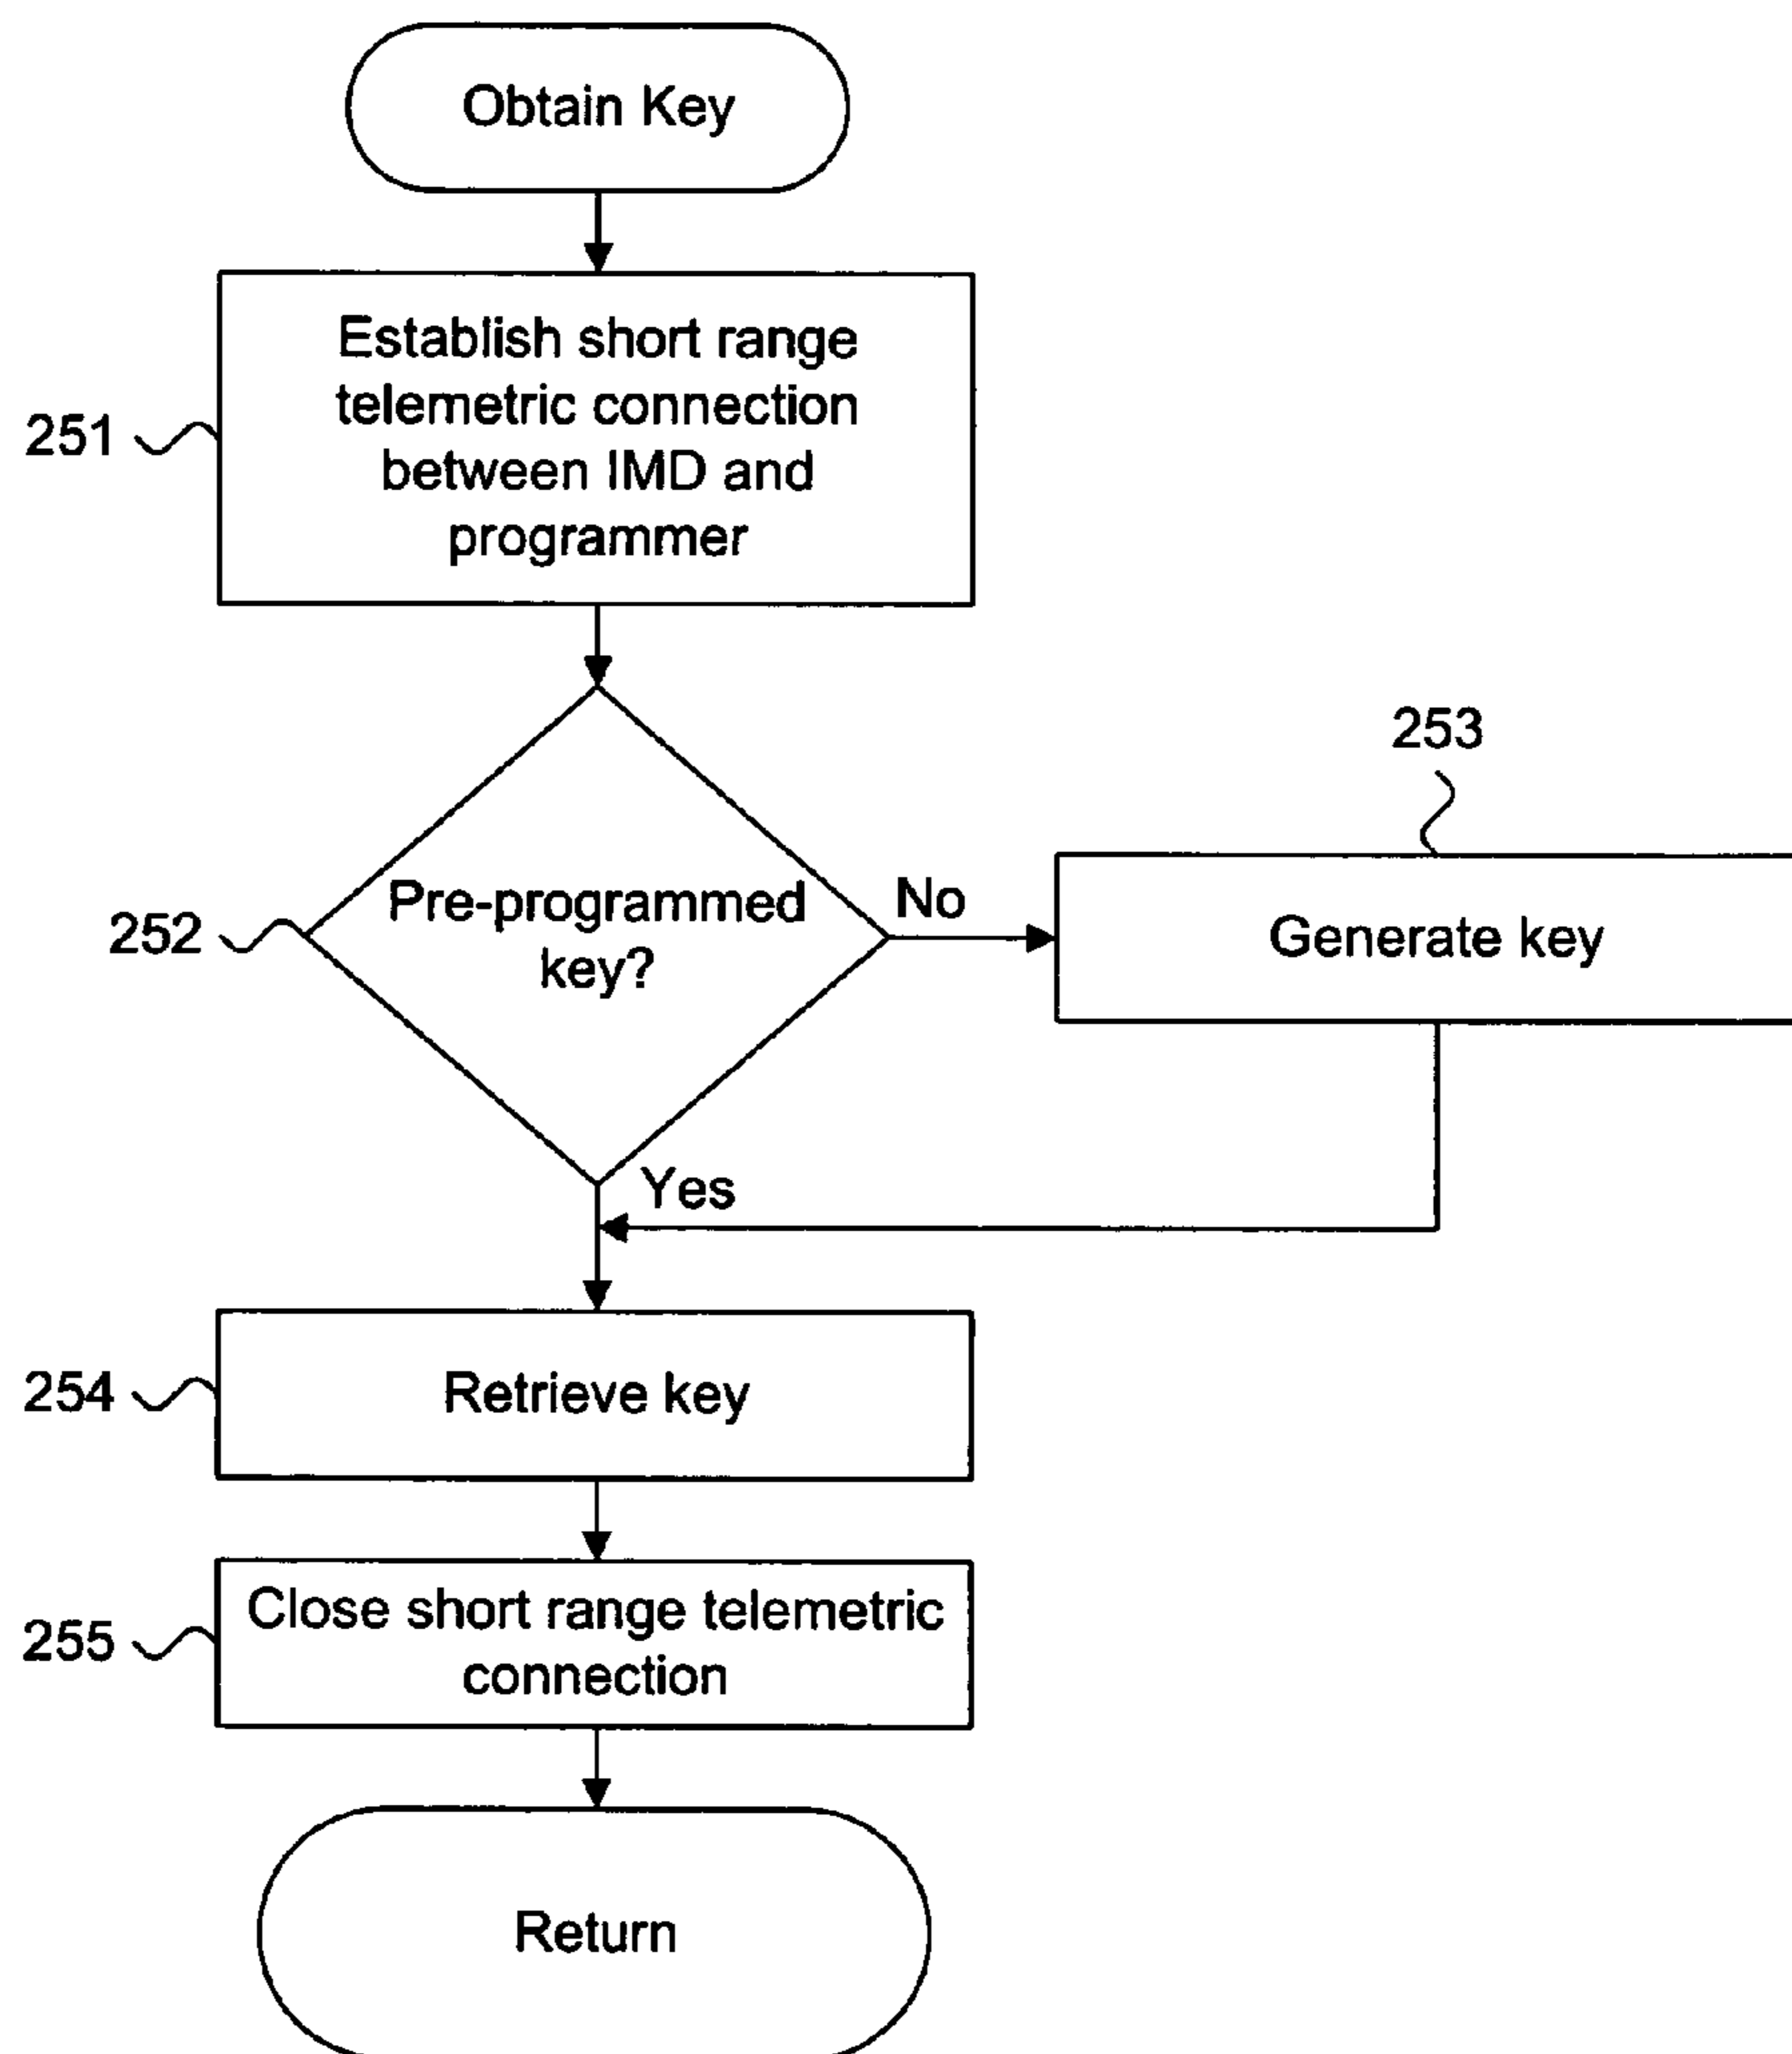 Obtain Key
Establish short range
telemetric connection
between IMD and
programmer
251
252
Pre-programmed
key?
No
253
Generate key
Yes
254
Retrieve key
255
Close short range telemetric
connection
Return